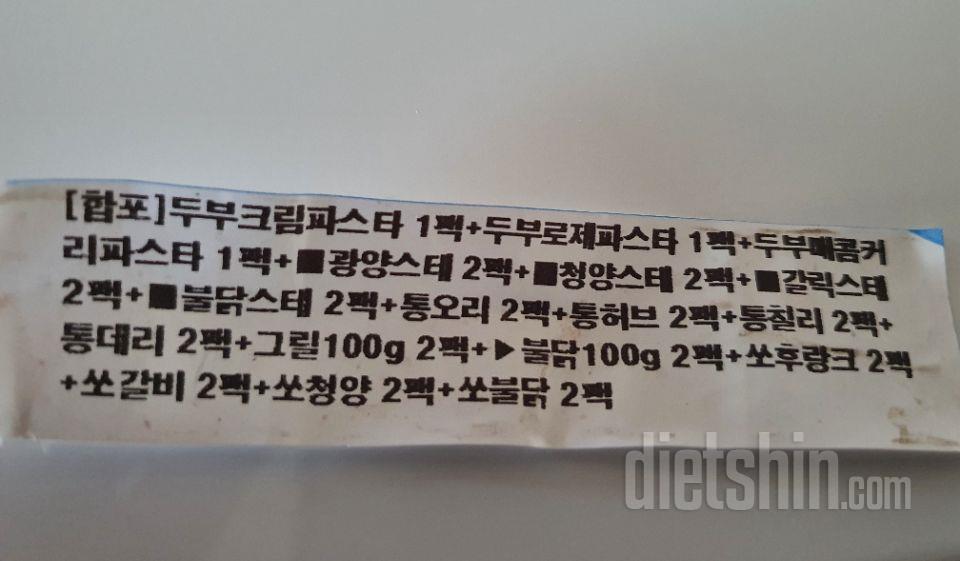 [합포]두부크림파스타 1팩+두부로제파스타 1팩+두부매콤커
리파스타 1팩+■광양스테 2팩+■청양스테 2팩+■갈릭스테
2팩+■불닭스테 2팩+통오리 2팩+통허브 2팩+통칠리 2팩+
통데리 2팩+그릴100g 2팩+▶불닭100g 2팩+쏘후랑크 2팩
+쏘갈비 2팩+쏘청양 2팩+쏘불닭 2팩
dietshin.com